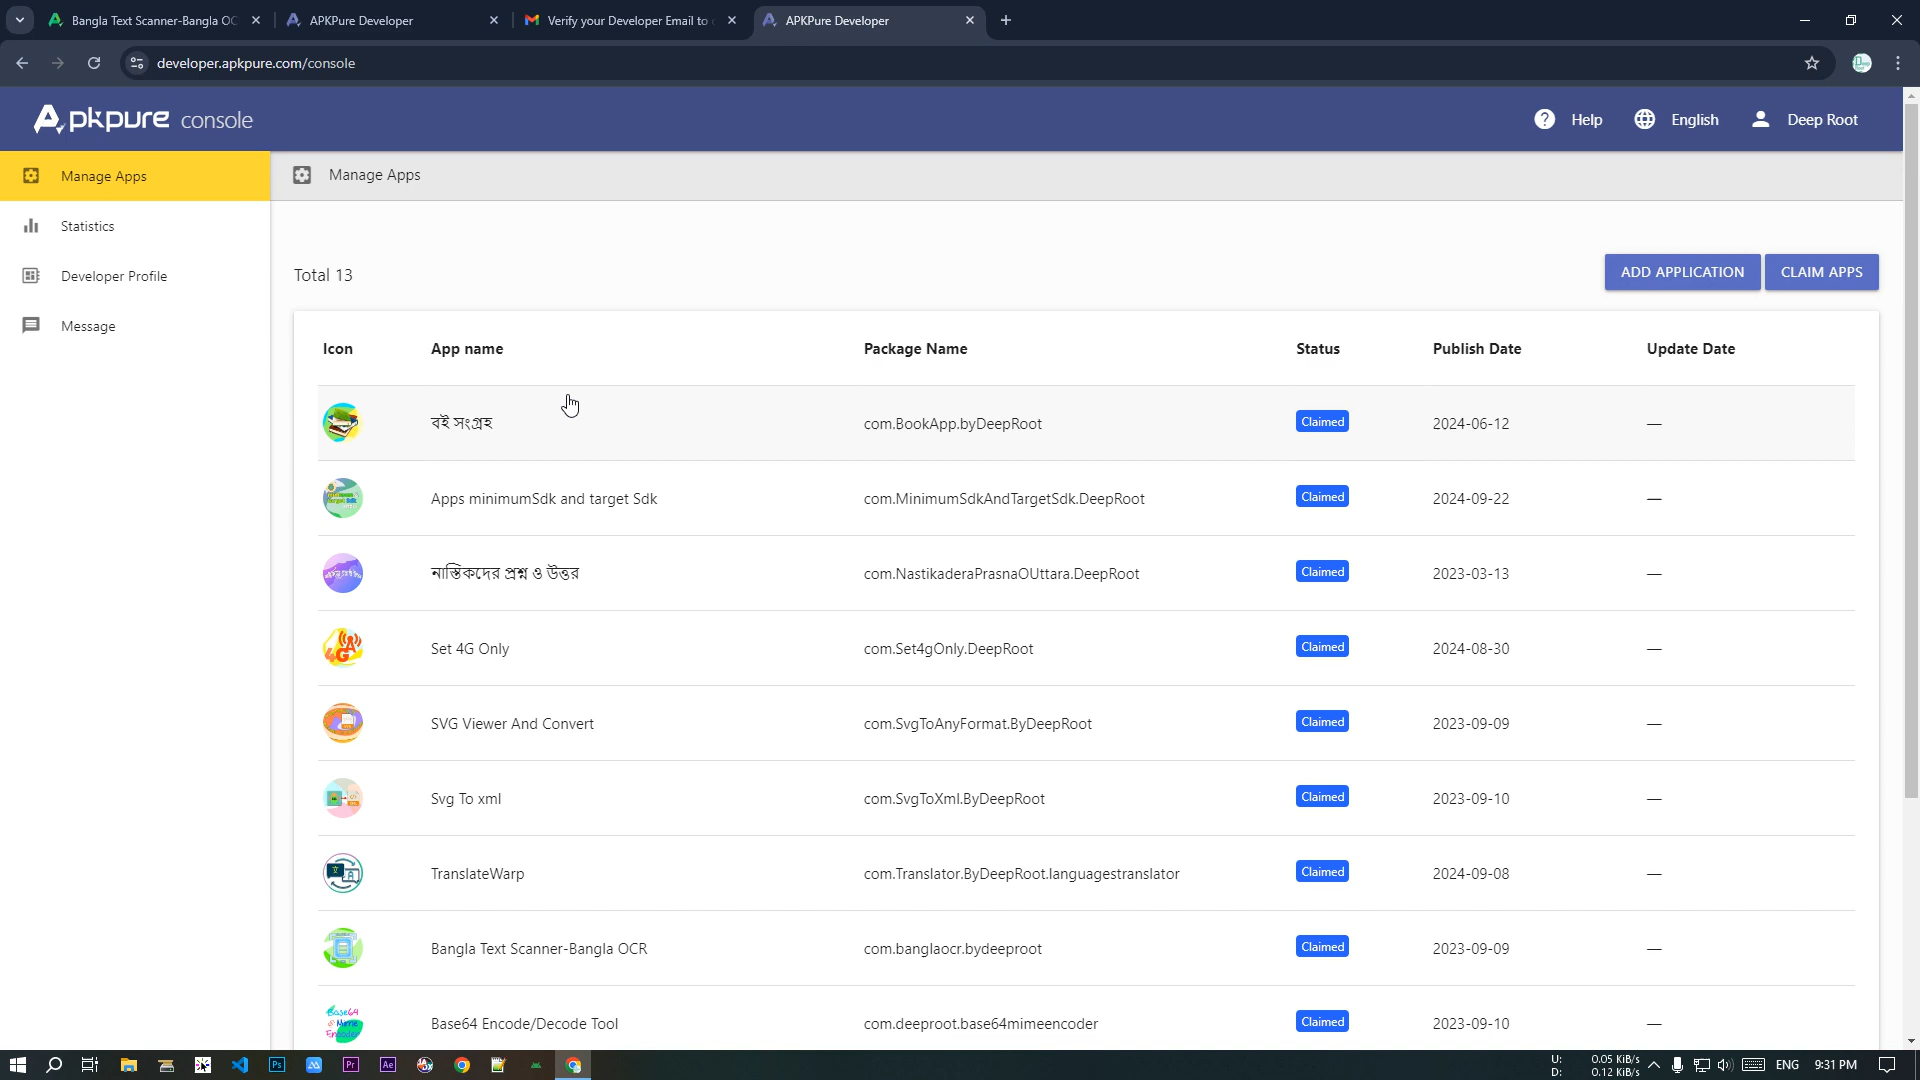 Bangla Text Scanner-Bangla OC
APKPure Developer
Verify your Developer Email to
APKPure Developer
developer.apkpure.com/console
Apkpure console
Help
English
Deep Root
Manage Apps
Statistics
Developer Profile
Message
Manage Apps
Total 13
ADD APPLICATION
CLAIM APPS
Icon App name Package Name Status Publish Date Update Date
বই সংগ্রহ com.BookApp.byDeepRoot Claimed 2024-06-12 —
Apps minimumSdk and target Sdk com.MinimumSdkAndTargetSdk.DeepRoot Claimed 2024-09-22 —
নাস্তিকদের প্রশ্ন ও উত্তর com.NastikaderaPrasnaOUttara.DeepRoot Claimed 2023-03-13 —
4G Set 4G Only com.Set4gOnly.DeepRoot Claimed 2024-08-30 —
SVG Viewer And Convert com.SvgToAnyFormat.ByDeepRoot Claimed 2023-09-09 —
Svg To xml com.SvgToXml.ByDeepRoot Claimed 2023-09-10 —
TranslateWarp com.Translator.ByDeepRoot.languagestranslator Claimed 2024-09-08 —
Bangla Text Scanner-Bangla OCR com.banglaocr.bydeeproot Claimed 2023-09-09 —
Base64 Mime Base64 Encode/Decode Tool com.deeproot.base64mimeencoder Claimed 2023-09-10 —
Ps
Pr
Ae
U: 0.05 KiB/s
D: 0.12 KiB/s
ENG
9:31 PM